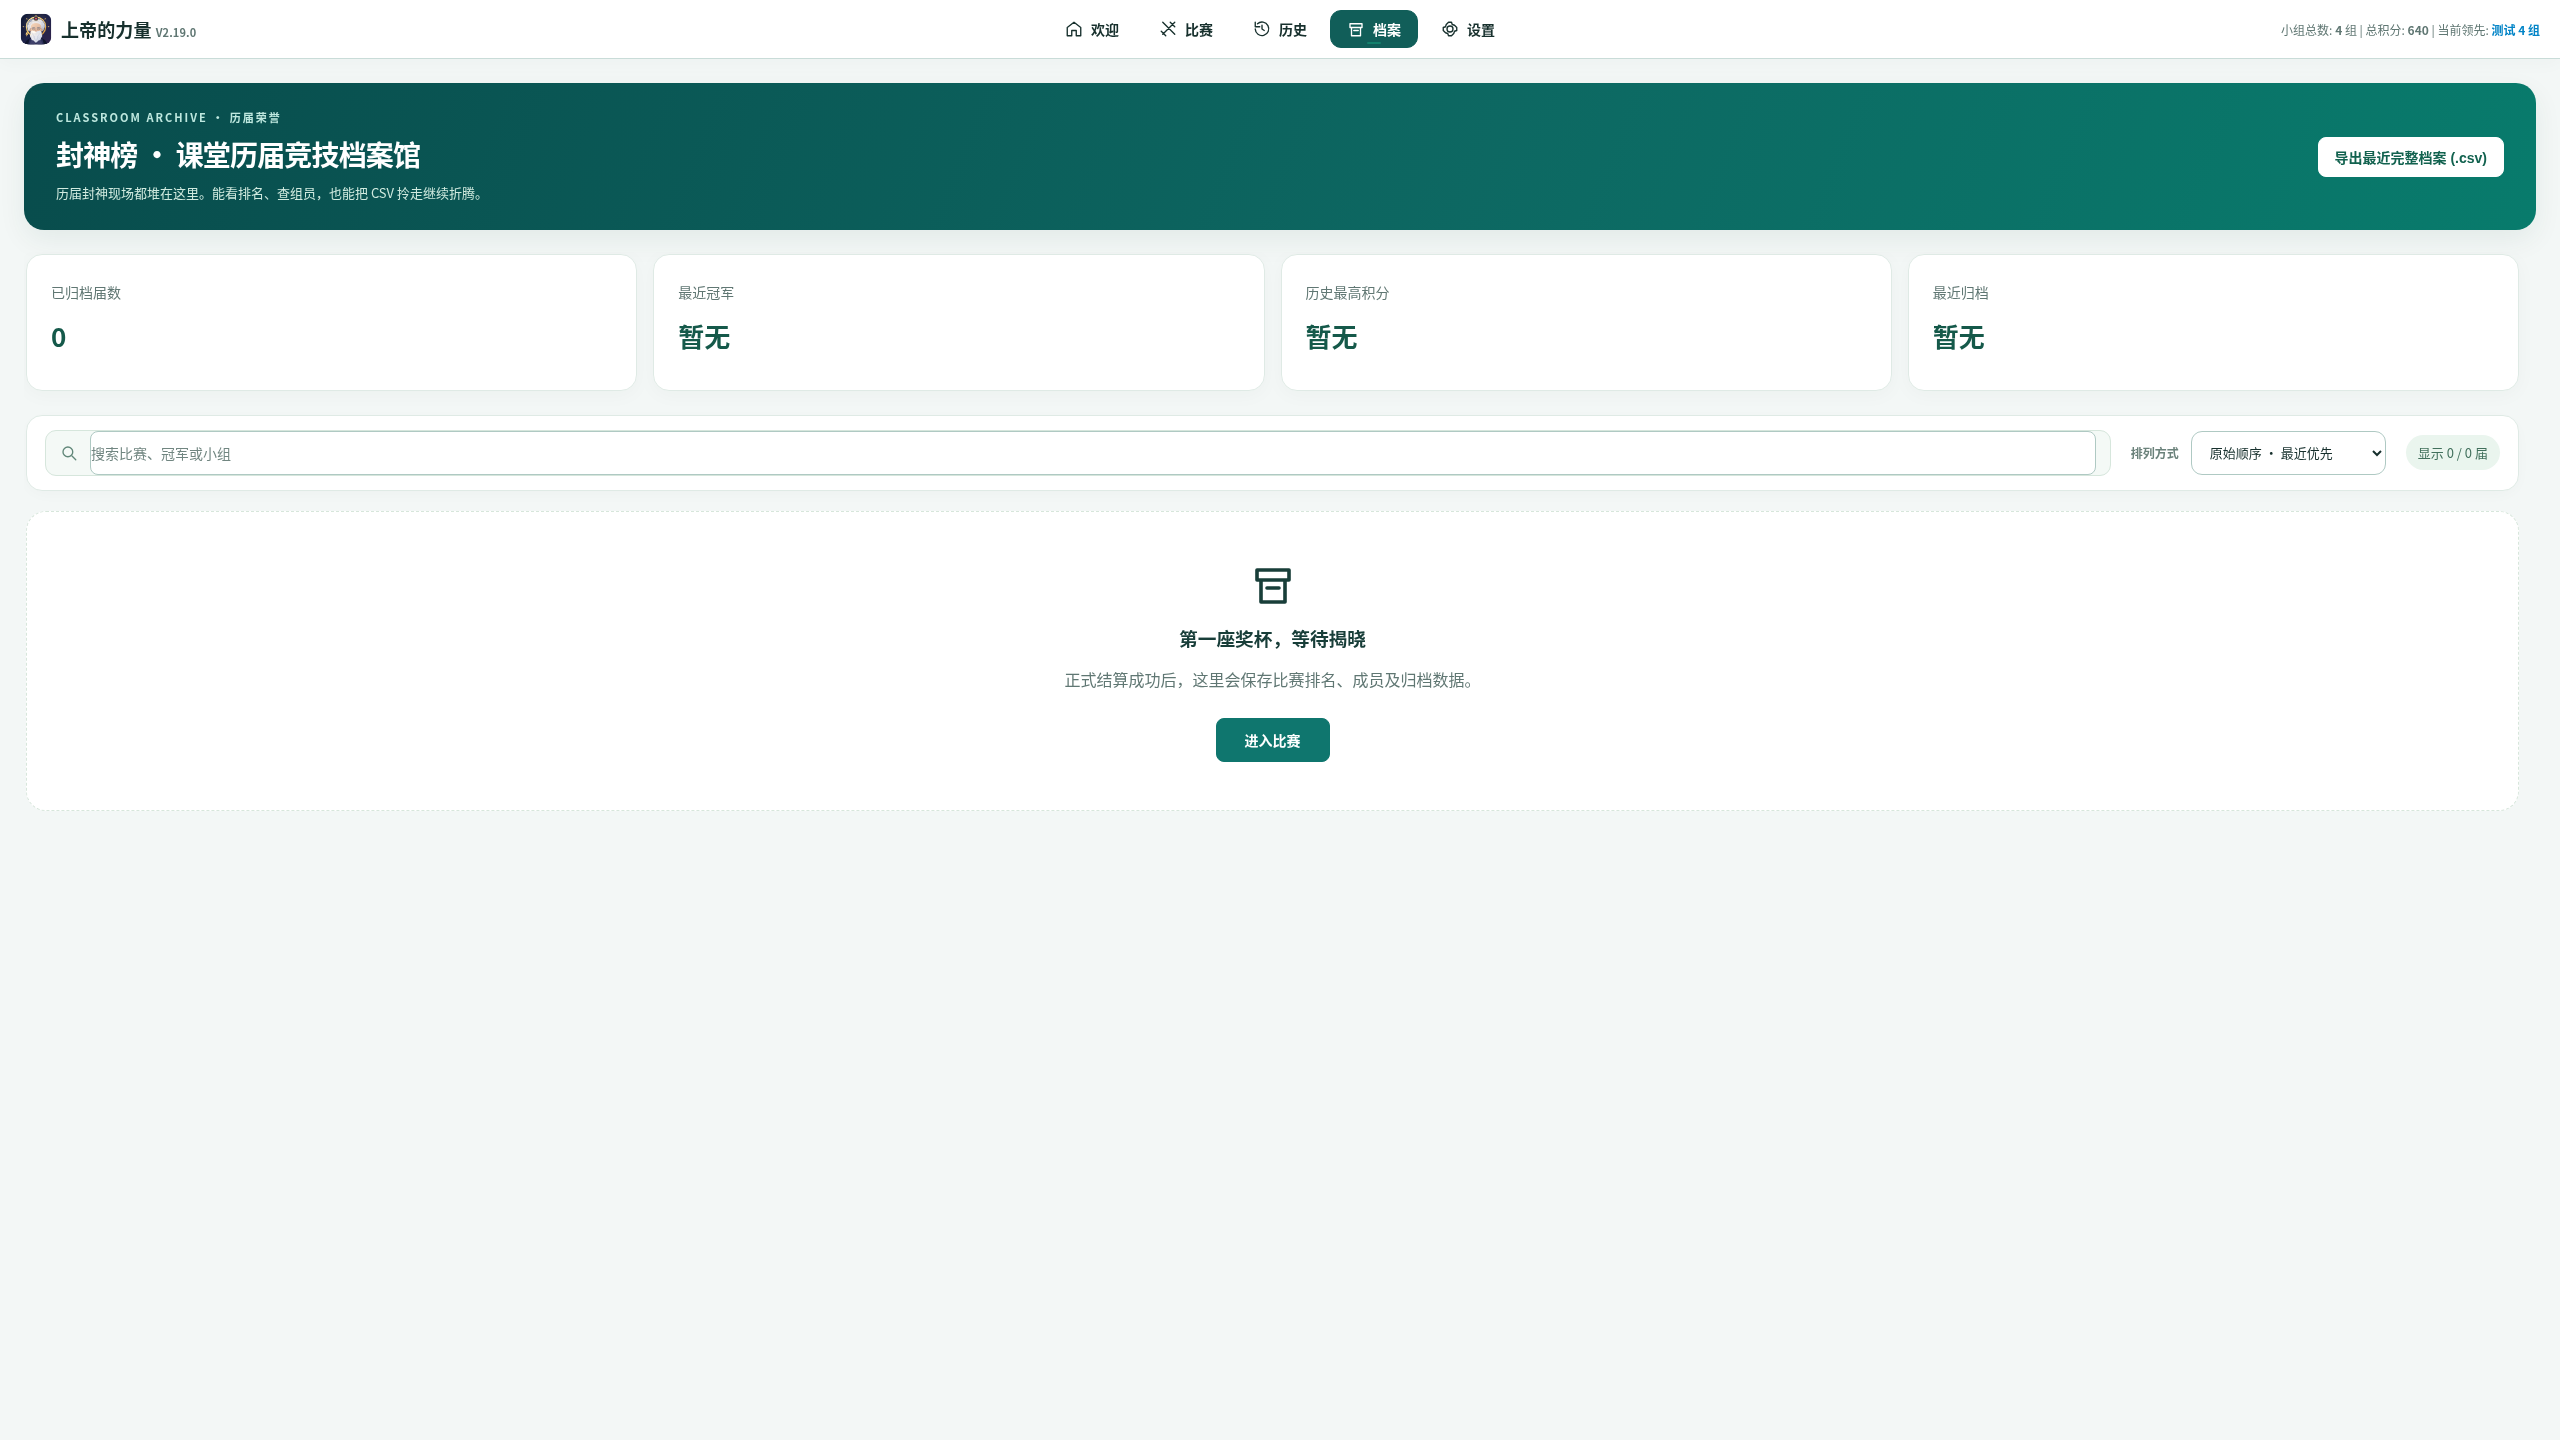 上帝的力量 V2.19.0
欢迎
比赛
历史
档案
设置
小组总数: 4 组 | 总积分: 640 | 当前领先: 测试 4 组
CLASSROOM ARCHIVE · 历届荣誉
封神榜 · 课堂历届竞技档案馆
历届封神现场都堆在这里。能看排名、查组员，也能把 CSV 拎走继续折腾。
导出最近完整档案 (.csv)
已归档届数
0
最近冠军
暂无
历史最高积分
暂无
最近归档
暂无
搜索比赛、冠军或小组
排列方式
原始顺序 · 最近优先
显示 0 / 0 届
第一座奖杯，等待揭晓
正式结算成功后，这里会保存比赛排名、成员及归档数据。
进入比赛